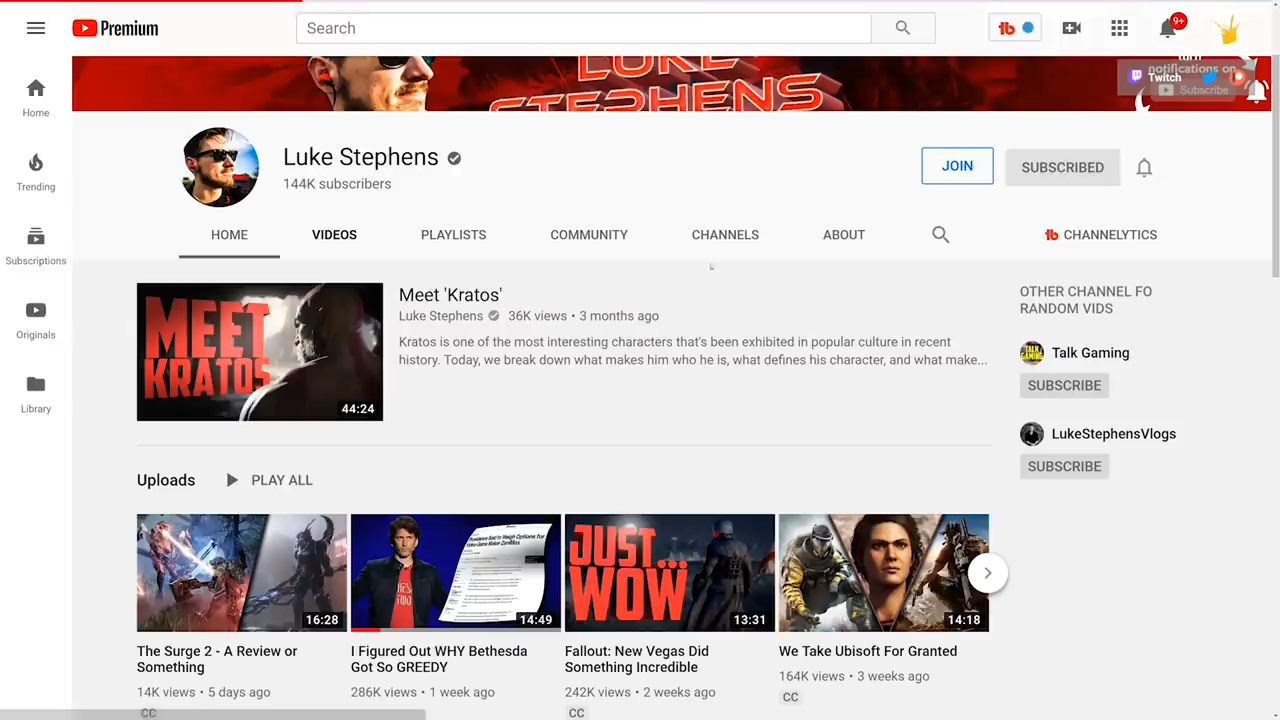 Premium
Search
9+
Home
Trending
Subscriptions
Originals
Library
LUKE
STEPHENS
turn
notifications on
Twitch
Subscribe
Luke Stephens
144K subscribers
JOIN
SUBSCRIBED
HOME
VIDEOS
PLAYLISTS
COMMUNITY
CHANNELS
ABOUT
CHANNELYTICS
MEET
KRATOS
44:24
Meet 'Kratos'
Luke Stephens 36K views • 3 months ago
Kratos is one of the most interesting characters that's been exhibited in popular culture in recent
history. Today, we break down what makes him who he is, what defines his character, and what make...
OTHER CHANNEL FO
RANDOM VIDS
Talk Gaming
SUBSCRIBE
LukeStephensVlogs
SUBSCRIBE
Uploads
PLAY ALL
16:28
14:49
JUST...
WOW
13:31
14:18
The Surge 2 - A Review or
Something
14K views • 5 days ago
CC
I Figured Out WHY Bethesda
Got So GREEDY
286K views • 1 week ago
Fallout: New Vegas Did
Something Incredible
242K views • 2 weeks ago
CC
We Take Ubisoft For Granted
164K views • 3 weeks ago
CC